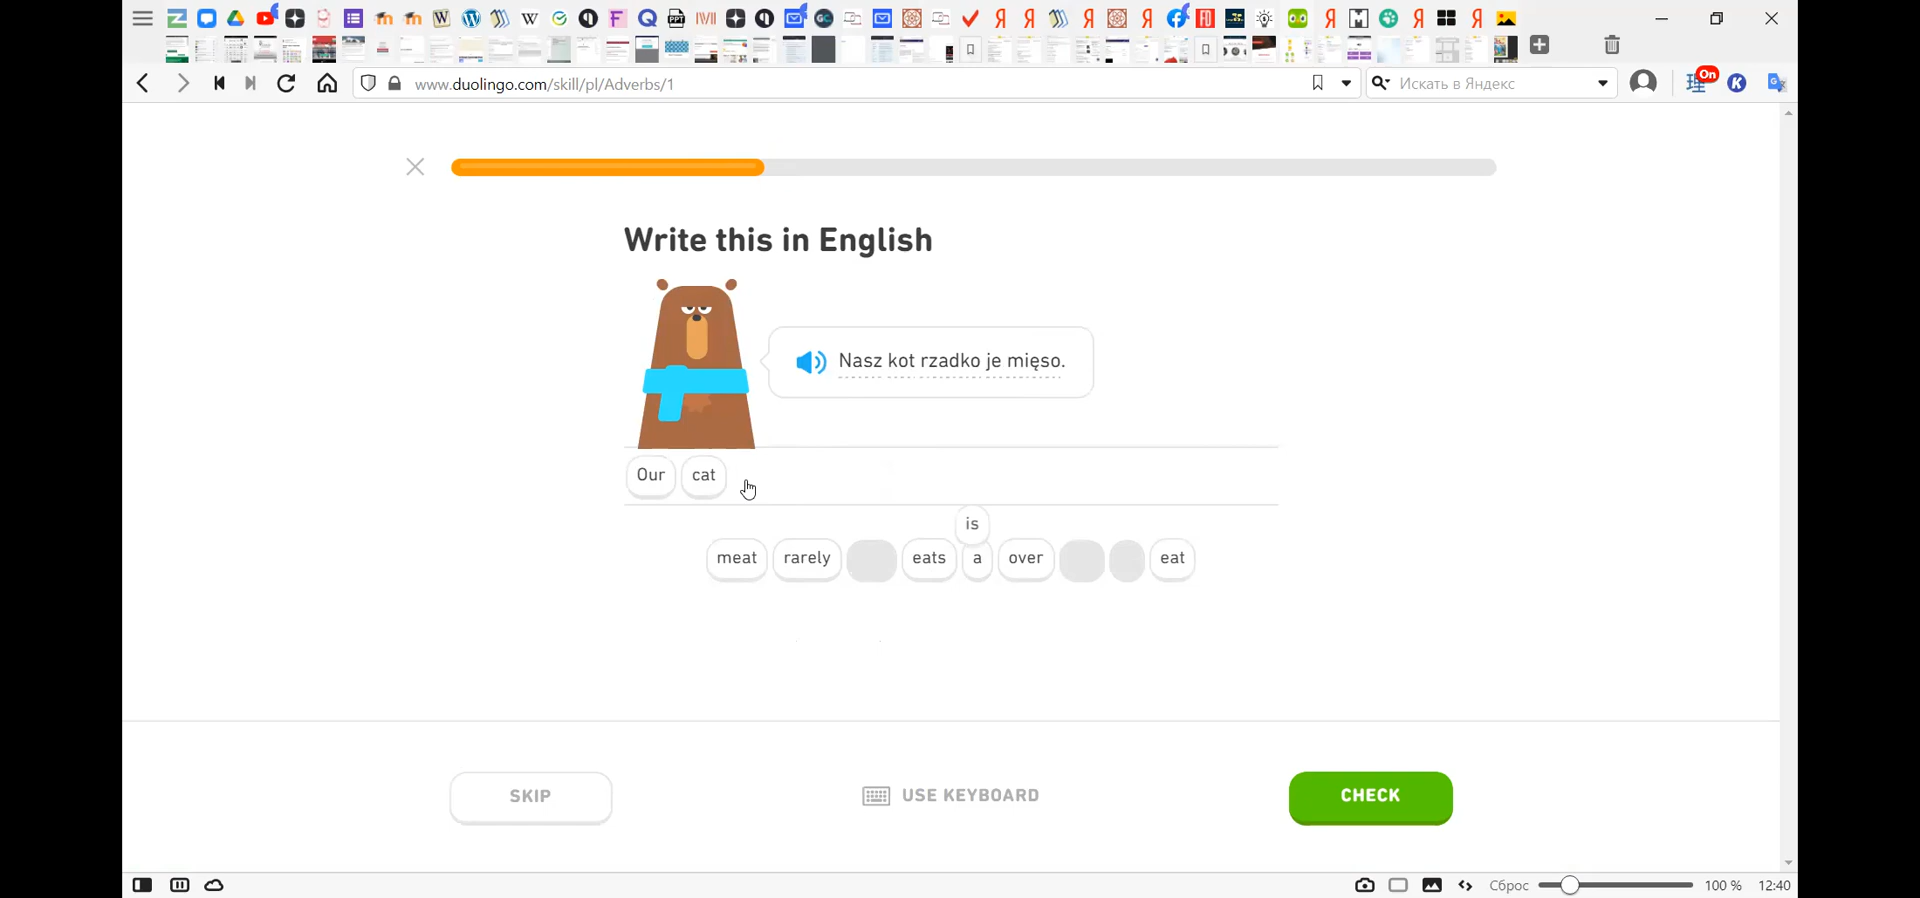 www.duolingo.com/skill/pl/Adverbs/1
Искать в Яндекс
On
Write this in English
Nasz kot rzadko je mięso.
Our cat
is
meat rarely eats a over eat
SKIP
USE KEYBOARD
CHECK
Сброс
100 %
12:40